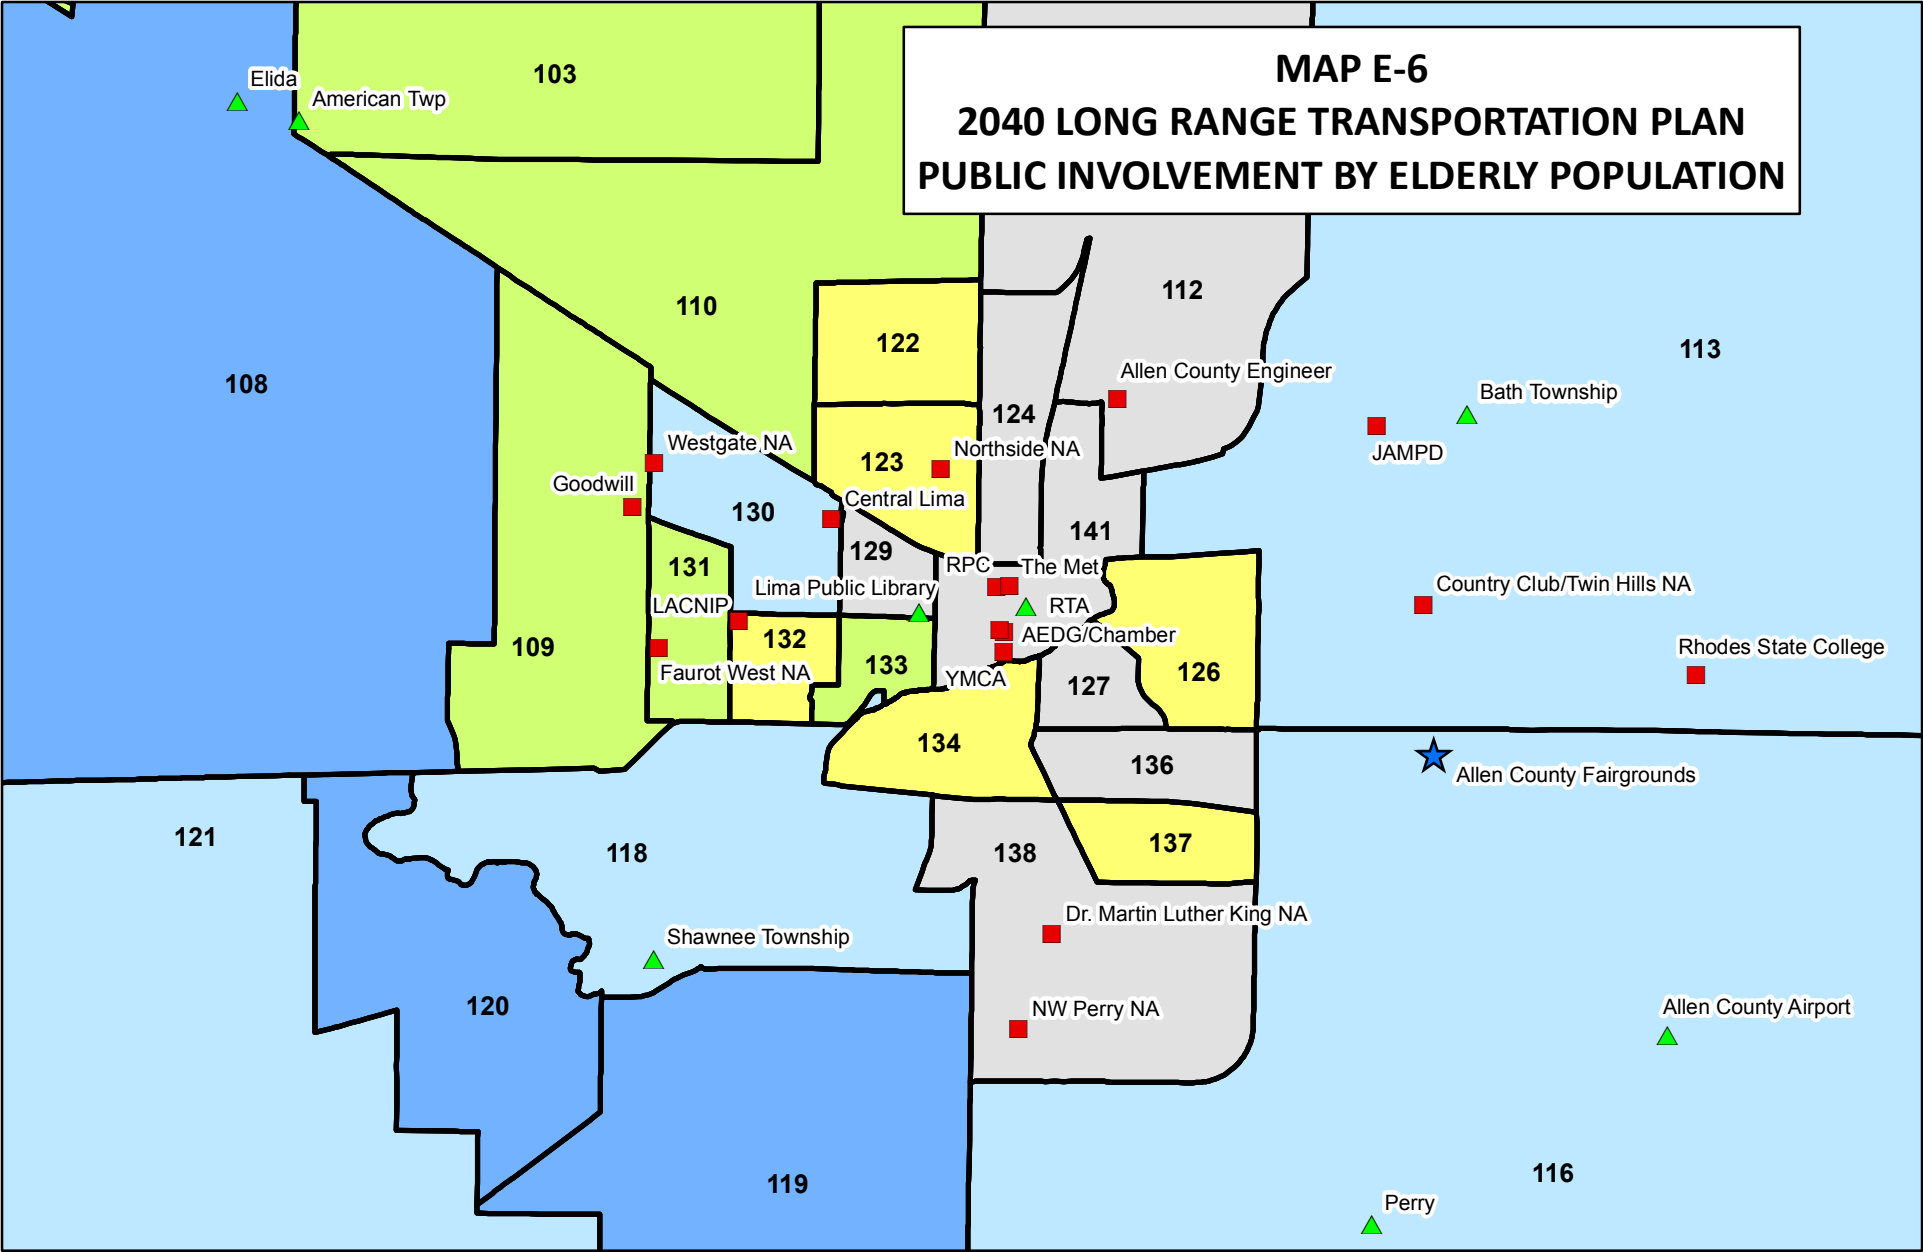 MAP E-6
2040 LONG RANGE TRANSPORTATION PLAN
PUBLIC INVOLVEMENT BY ELDERLY POPULATION
103
Elida
American Twp
112
110
122
113
Allen County Engineer
108
Bath Township
124
Westgate NA
Northside NA
JAMPD
123
Goodwill
Central Lima
130
141
129
RPC
The Met
131
Country Club/Twin Hills NA
Lima Public Library
LACNIP
RTA
AEDG/Chamber
132
109
Rhodes State College
133
Faurot West NA
126
YMCA
127
134
136
Allen County Fairgrounds
121
137
118
138
Dr. Martin Luther King NA
Shawnee Township
120
NW Perry NA
Allen County Airport
116
119
Perry